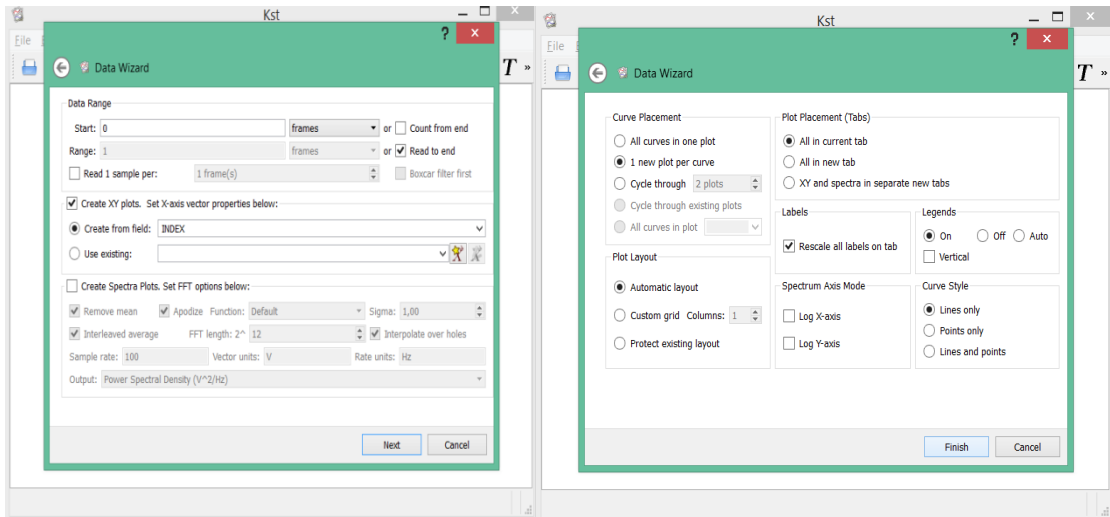 Kst
File
T »
Data Wizard
Data Range
Start: 0 frames or Count from end
Range: 1 frames or Read to end
Read 1 sample per: 1 frame(s) Boxcar filter first
Create XY plots. Set X-axis vector properties below:
Create from field: INDEX
Use existing:
Create Spectra Plots. Set FFT options below:
Remove mean Apodize Function: Default Sigma: 1,00
Interleaved average FFT length: 2^ 12 Interpolate over holes
Sample rate: 100 Vector units: V Rate units: Hz
Output: Power Spectral Density (V^2/Hz)
Next Cancel
Kst
File
T »
Data Wizard
Curve Placement
All curves in one plot
1 new plot per curve
Cycle through 2 plots
Cycle through existing plots
All curves in plot
Plot Layout
Automatic layout
Custom grid Columns: 1
Protect existing layout
Plot Placement (Tabs)
All in current tab
All in new tab
XY and spectra in separate new tabs
Labels
Rescale all labels on tab
Legends
On Off Auto
Vertical
Spectrum Axis Mode
Log X-axis
Log Y-axis
Curve Style
Lines only
Points only
Lines and points
Finish Cancel